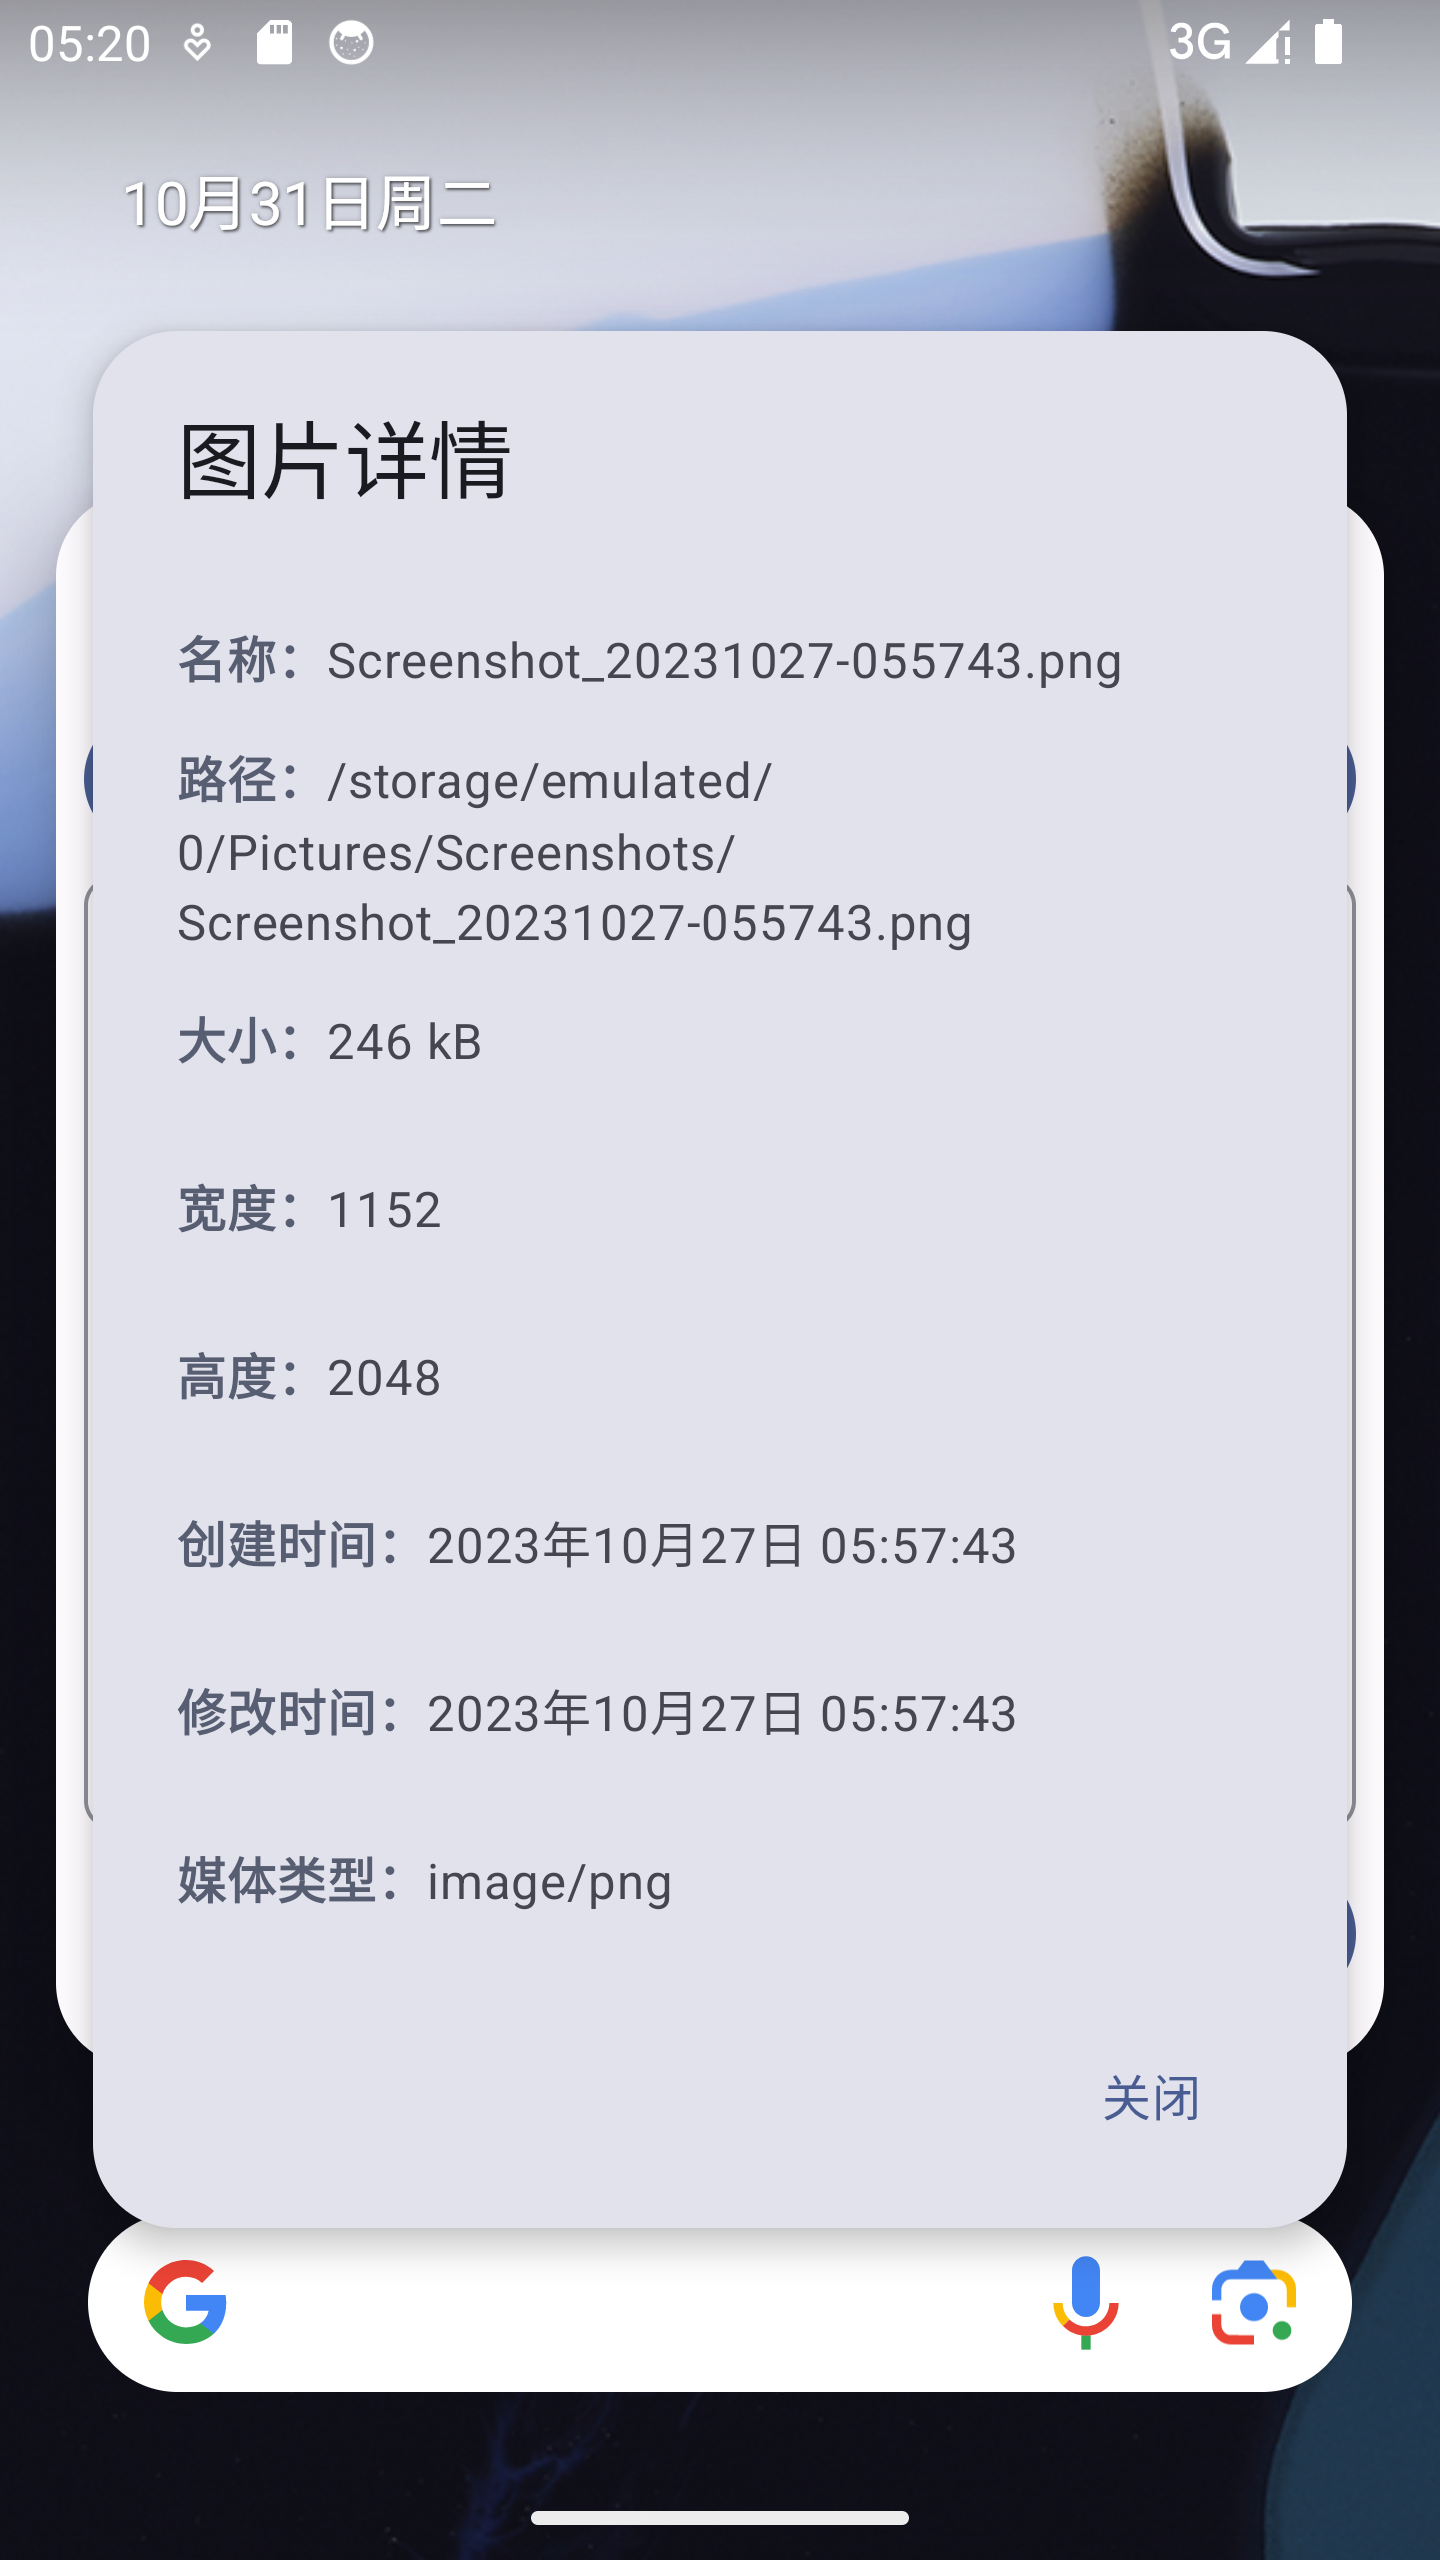 05:20
3G
10月31日周二
图片详情
名称：Screenshot_20231027-055743.png
路径：/storage/emulated/
0/Pictures/Screenshots/
Screenshot_20231027-055743.png
大小：246 kB
宽度：1152
高度：2048
创建时间：2023年10月27日 05:57:43
修改时间：2023年10月27日 05:57:43
媒体类型：image/png
关闭